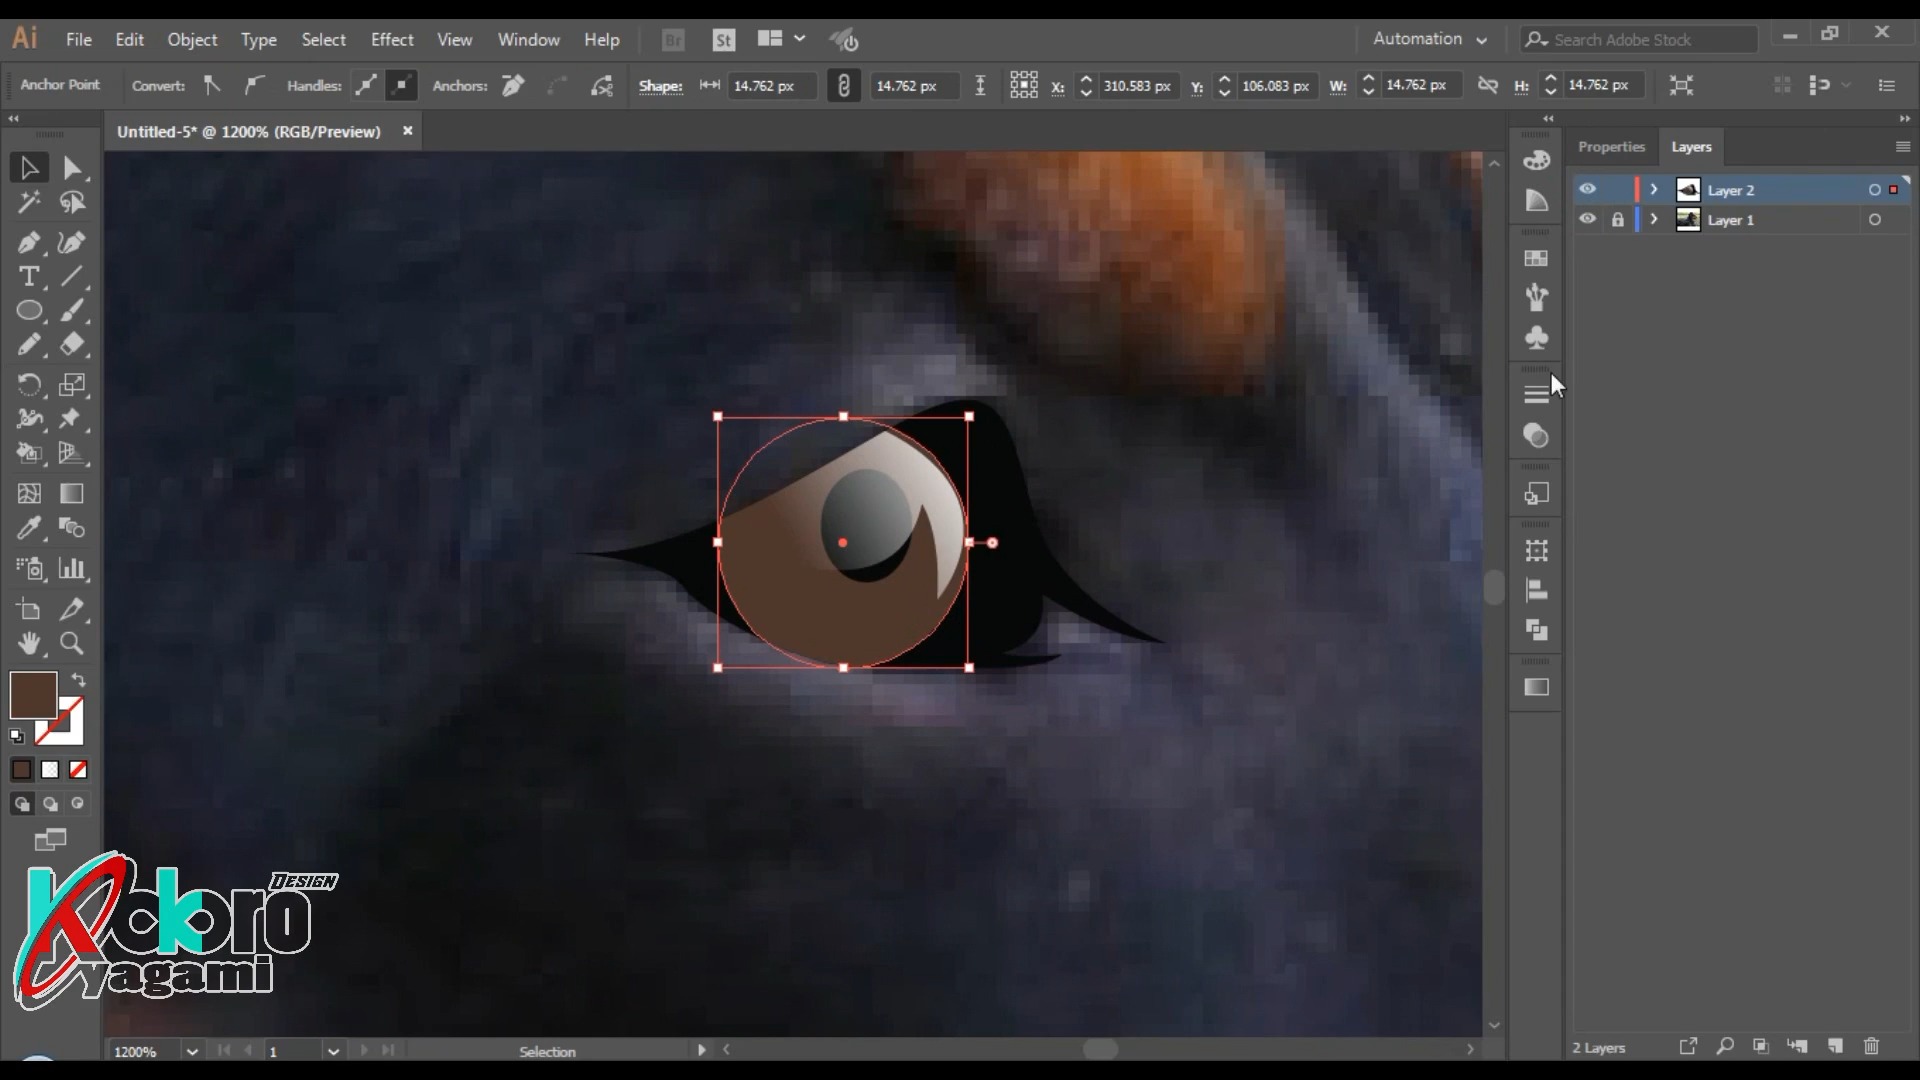 Ai File Edit Object Type Select Effect View Window Help Br St Automation Search Adobe Stock
Anchor Point Convert: Handles: Anchors: Shape: 14.762 px 14.762 px X: 310.583 px Y: 106.083 px W: 14.762 px H: 14.762 px
Untitled-5* @ 1200% (RGB/Preview) ×
Properties Layers
Layer 2
Layer 1
DESIGN
Kokoro
yagami
1200% 1 Selection
2 Layers